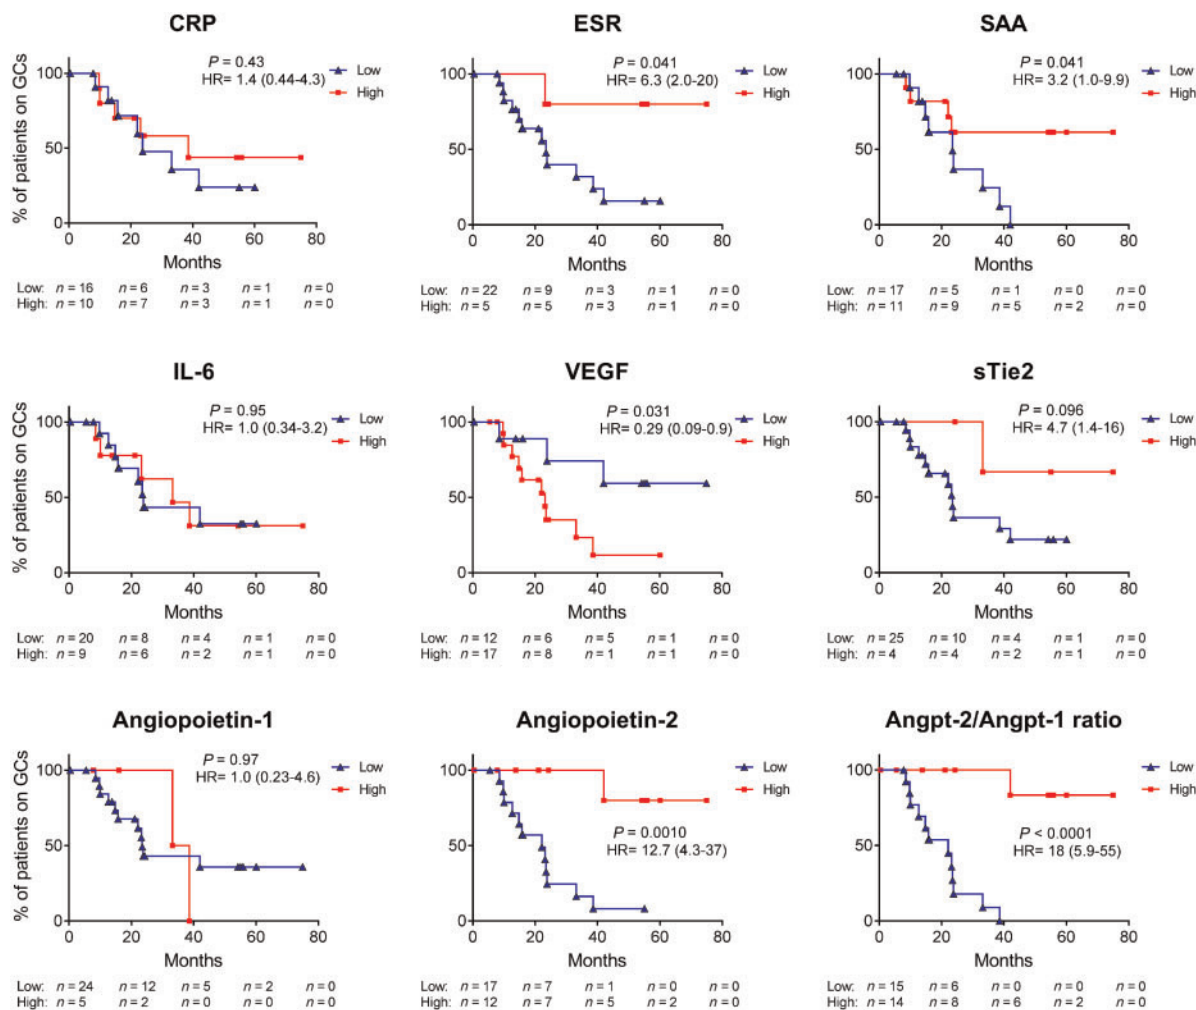 CRP
P = 0.43
HR= 1.4 (0.44-4.3)
Low
High
% of patients on GCs
100
50
0
0 20 40 60 80
Months
Low: n = 16 n = 6 n = 3 n = 1 n = 0
High: n = 10 n = 7 n = 3 n = 1 n = 0
ESR
P = 0.041
HR= 6.3 (2.0-20)
Low
High
100
50
0
0 20 40 60 80
Months
Low: n = 22 n = 9 n = 3 n = 1 n = 0
High: n = 5 n = 5 n = 3 n = 1 n = 0
SAA
P = 0.041
HR= 3.2 (1.0-9.9)
Low
High
100
50
0
0 20 40 60 80
Months
Low: n = 17 n = 5 n = 1 n = 0 n = 0
High: n = 11 n = 9 n = 5 n = 2 n = 0
IL-6
P = 0.95
HR= 1.0 (0.34-3.2)
Low
High
% of patients on GCs
100
50
0
0 20 40 60 80
Months
Low: n = 20 n = 8 n = 4 n = 1 n = 0
High: n = 9 n = 6 n = 2 n = 1 n = 0
VEGF
P = 0.031
HR= 0.29 (0.09-0.9)
Low
High
100
50
0
0 20 40 60 80
Months
Low: n = 12 n = 6 n = 5 n = 1 n = 0
High: n = 17 n = 8 n = 1 n = 1 n = 0
sTie2
P = 0.096
HR= 4.7 (1.4-16)
Low
High
100
50
0
0 20 40 60 80
Months
Low: n = 25 n = 10 n = 4 n = 1 n = 0
High: n = 4 n = 4 n = 2 n = 1 n = 0
Angiopoietin-1
P = 0.97
HR= 1.0 (0.23-4.6)
Low
High
% of patients on GCs
100
50
0
0 20 40 60 80
Months
Low: n = 24 n = 12 n = 5 n = 2 n = 0
High: n = 5 n = 2 n = 0 n = 0 n = 0
Angiopoietin-2
Low
High
P = 0.0010
HR= 12.7 (4.3-37)
100
50
0
0 20 40 60 80
Months
Low: n = 17 n = 7 n = 1 n = 0 n = 0
High: n = 12 n = 7 n = 5 n = 2 n = 0
Angpt-2/Angpt-1 ratio
Low
High
P < 0.0001
HR= 18 (5.9-55)
100
50
0
0 20 40 60 80
Months
Low: n = 15 n = 6 n = 0 n = 0 n = 0
High: n = 14 n = 8 n = 6 n = 2 n = 0